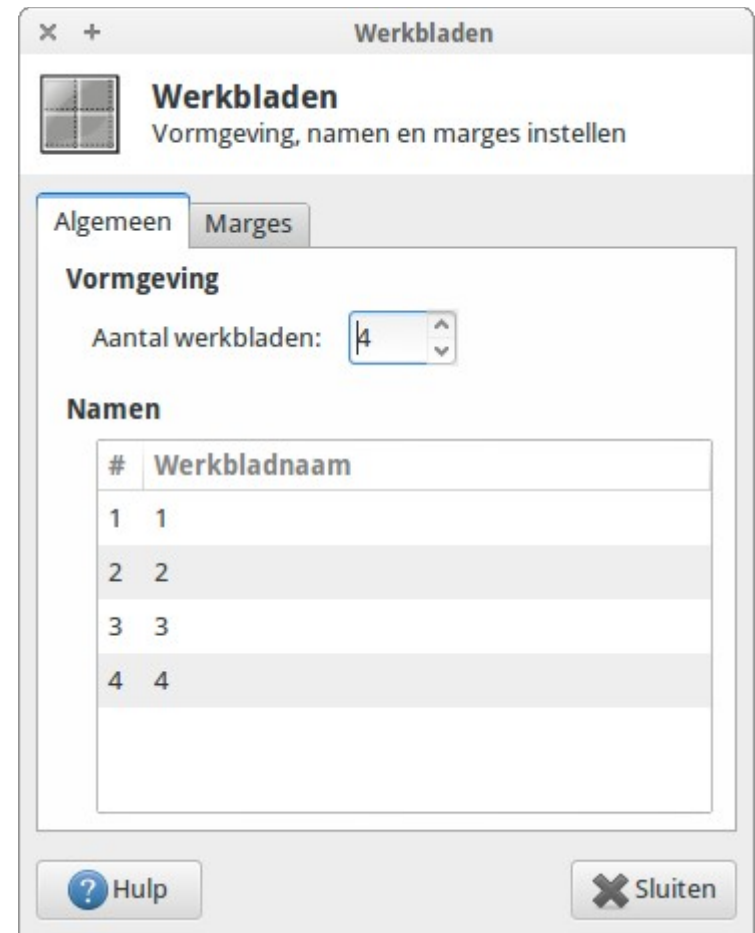 Werkbladen
Werkbladen
Vormgeving, namen en marges instellen
Algemeen Marges
Vormgeving
Aantal werkbladen: 4
Namen
# Werkbladnaam
1 1
2 2
3 3
4 4
? Hulp Sluiten